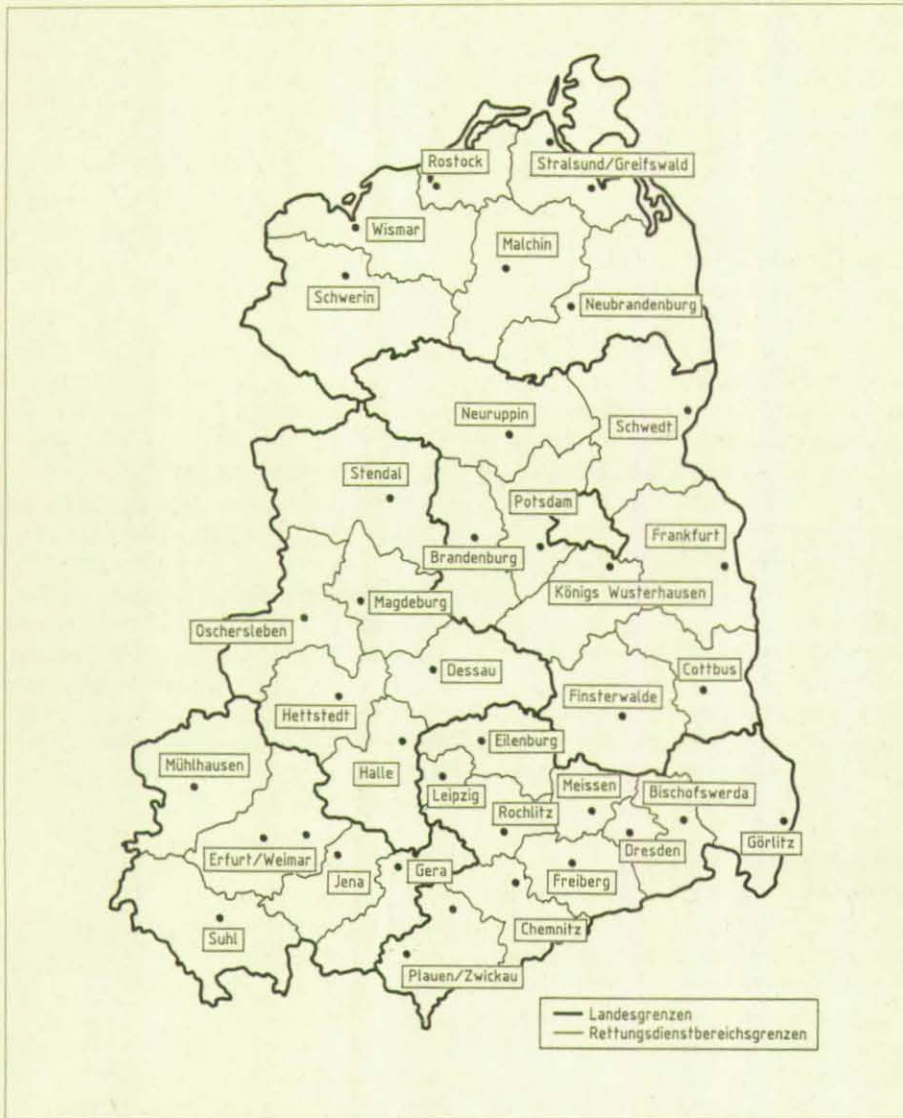 Rostock
Stralsund/Greifswald
Wismar
Malchin
Schwerin
Neubrandenburg
Neuruppin
Schwedt
Stendal
Potsdam
Frankfurt
Brandenburg
Königs Wusterhausen
Magdeburg
Oschersleben
Dessau
Cottbus
Finsterwalde
Hettstedt
Eilenburg
Halle
Mühlhausen
Meissen
Bischofswerda
Leipzig
Rochlitz
Görlitz
Dresden
Erfurt/Weimar
Gera
Freiberg
Jena
Chemnitz
Suhl
Plauen/Zwickau
Landesgrenzen
Rettungsdienstbereichsgrenzen